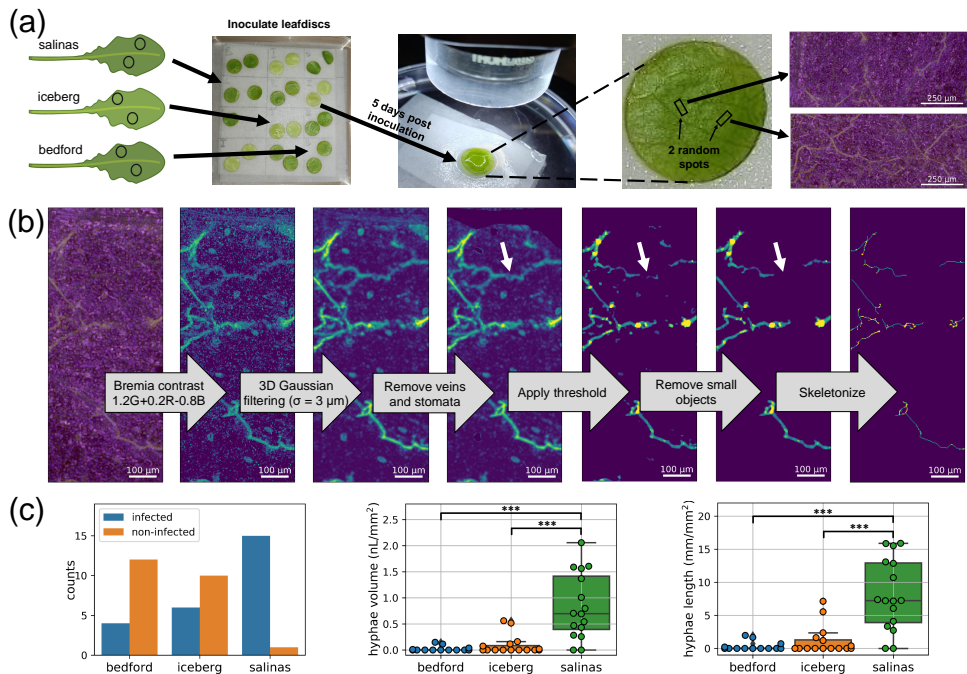 (a)
Inoculate leafdiscs
salinas
iceberg
bedford
5 days post
inoculation
THORLABS
2 random
spots
250 µm
250 µm
(b)
Bremia contrast
1.2G+0.2R-0.8B
3D Gaussian
filtering (σ = 3 µm)
Remove veins
and stomata
Apply threshold
Remove small
objects
Skeletonize
100 µm
100 µm
100 µm
100 µm
100 µm
100 µm
100 µm
(c)
infected
non-infected
counts
15
10
5
0
bedford
iceberg
salinas
hyphae volume (nL/mm²)
2.5
2.0
1.5
1.0
0.5
0.0
***
***
bedford
iceberg
salinas
hyphae length (mm/mm²)
20
15
10
5
0
***
***
bedford
iceberg
salinas